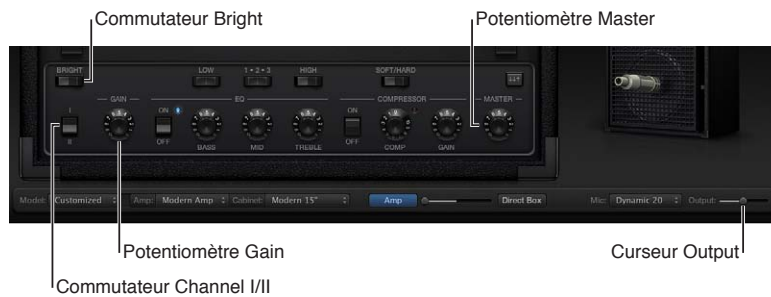 Commutateur Bright
Potentiomètre Master
BRIGHT LOW 1 • 2 • 3 HIGH SOFT/HARD
I GAIN EQ COMPRESSOR MASTER
ON ON
II OFF BASS MID TREBLE OFF COMP GAIN
Model: Customized Amp: Modern Amp Cabinet: Modern 15" Amp Direct Box Mic: Dynamic 20 Output:
Potentiomètre Gain
Curseur Output
Commutateur Channel I/II